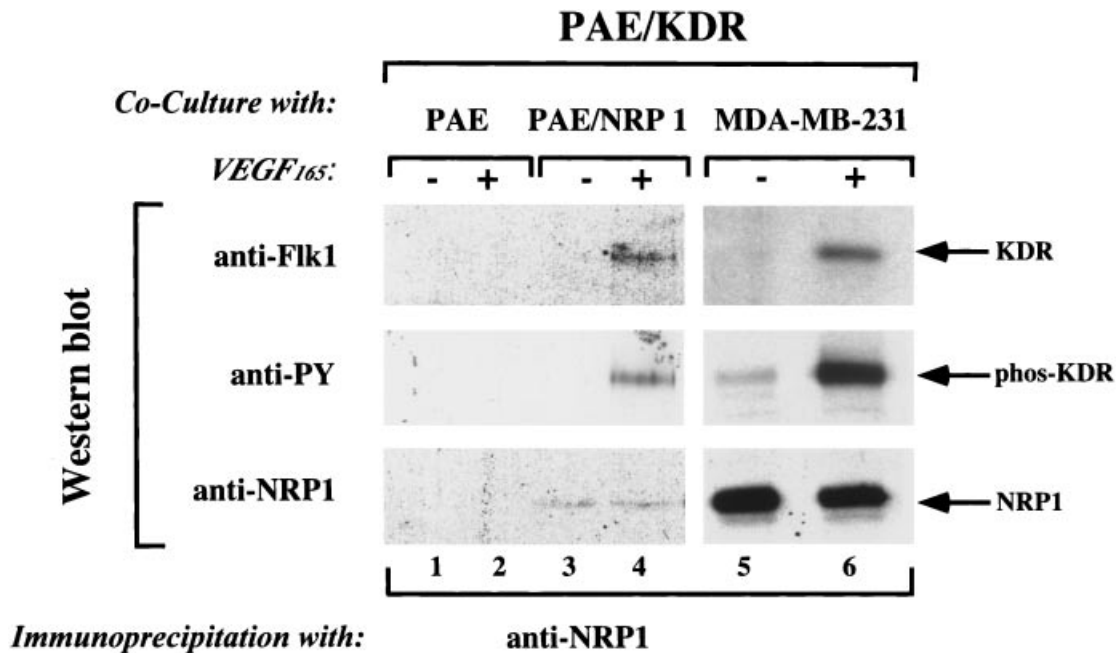 PAE/KDR
Co-Culture with:
PAE PAE/NRP 1 MDA-MB-231
VEGF165: - + - + - +
Western blot
anti-Flk1 KDR
anti-PY phos-KDR
anti-NRP1 NRP1
1 2 3 4 5 6
Immunoprecipitation with: anti-NRP1